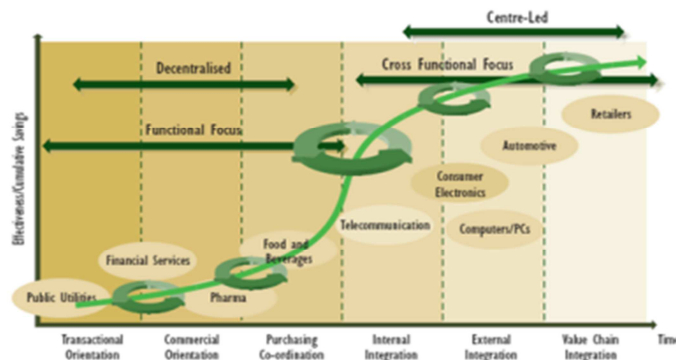 Centre-Led
Decentralised
Cross Functional Focus
Retailers
Functional Focus
Automotive
Consumer
Electronics
Effectiveness/Cumulative Savings
Telecommunication
Computers/PCs
Food and
Beverages
Financial Services
Public Utilities
Pharma
Transactional
Orientation
Commercial
Orientation
Purchasing
Co-ordination
Internal
Integration
External
Integration
Value Chain
Integration
Time